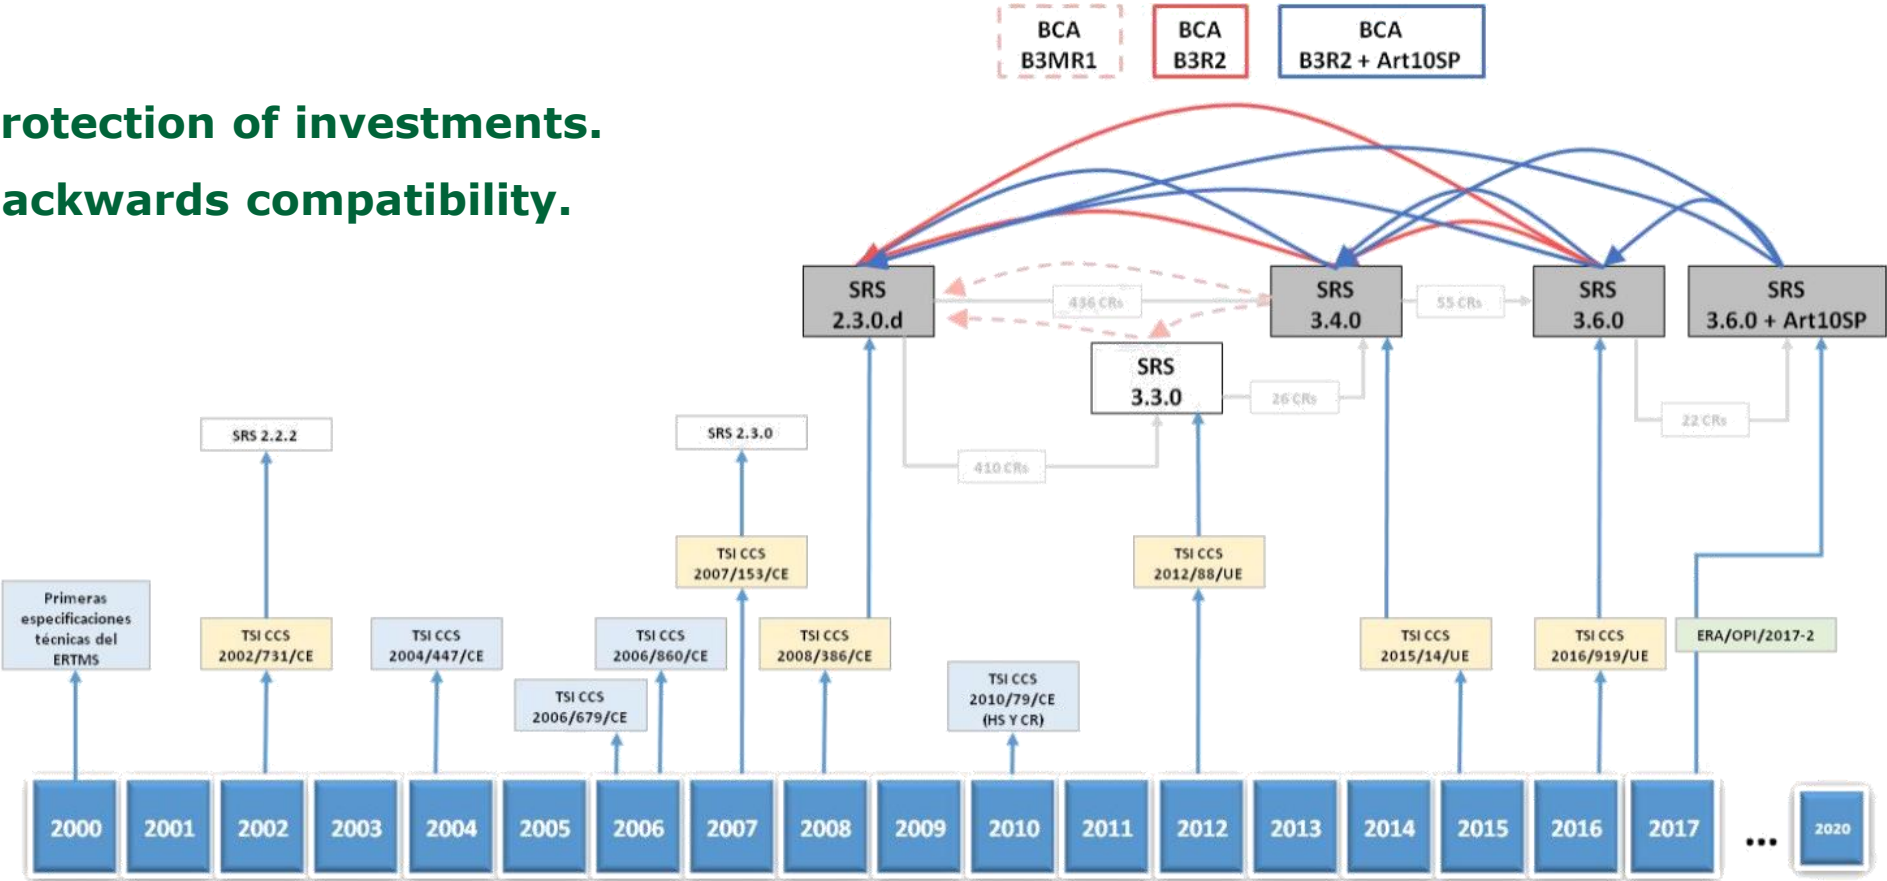 BCA
B3MR1
BCA
B3R2
BCA
B3R2 + Art10SP
rotection of investments.
ackwards compatibility.
SRS
2.3.0.d
436 CRs
SRS
3.4.0
55 CRs
SRS
3.6.0
SRS
3.6.0 + Art10SP
SRS
3.3.0
26 CRs
22 CRs
410 CRs
SRS 2.2.2
SRS 2.3.0
TSI CCS
2007/153/CE
TSI CCS
2012/88/UE
Primeras
especificaciones
técnicas del
ERTMS
TSI CCS
2002/731/CE
TSI CCS
2004/447/CE
TSI CCS
2006/860/CE
TSI CCS
2008/386/CE
TSI CCS
2015/14/UE
TSI CCS
2016/919/UE
ERA/OPI/2017-2
TSI CCS
2006/679/CE
TSI CCS
2010/79/CE
(HS Y CR)
2000
2001
2002
2003
2004
2005
2006
2007
2008
2009
2010
2011
2012
2013
2014
2015
2016
2017
...
2020